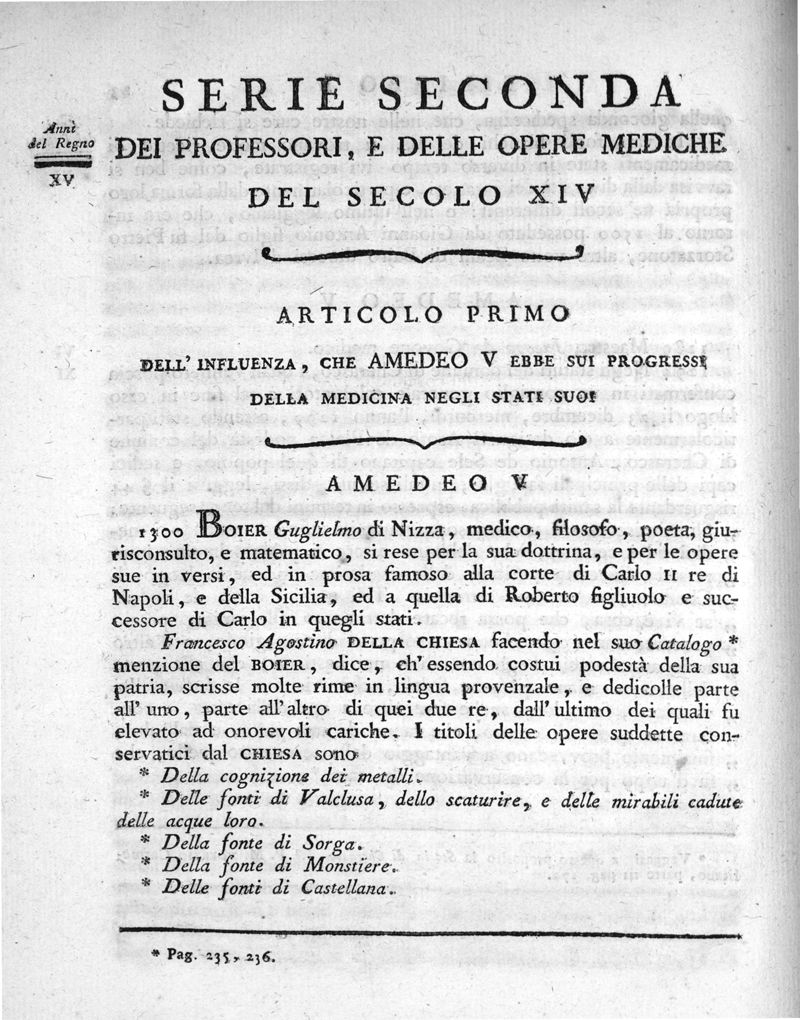 SERIE SECONDA
Anni
del Regno
XV
DEI PROFESSORI, E DELLE OPERE MEDICHE
DEL SECOLO XIV
ARTICOLO PRIMO
DELL' INFLUENZA, CHE AMEDEO V EBBE SUI PROGRESSI
DELLA MEDICINA NEGLI STATI SUOI
AMEDEO V
1300 BOIER Guglielmo di Nizza, medico, filosofo, poeta, giu-
risconsulto, e matematico, si rese per la sua dottrina, e per le opere
sue in versi, ed in prosa famoso alla corte di Carlo II re di
Napoli, e della Sicilia, ed a quella di Roberto figliuolo e suc-
cessore di Carlo in quegli stati.
Francesco Agostino DELLA CHIESA facendo nel suo Catalogo *
menzione del BOIER, dice, ch'essendo costui podestà della sua
patria, scrisse molte rime in lingua provenzale, e dedicolle parte
all' uno, parte all'altro di quei due re, dall'ultimo dei quali fu
elevato ad onorevoli cariche. I titoli delle opere suddette con-
servatici dal CHIESA sono
* Della cognizione dei metalli.
* Delle fonti di Valclusa, dello scaturire, e delle mirabili cadute
delle acque loro.
* Della fonte di Sorga.
* Della fonte di Monstiere.
* Delle fonti di Castellana.
* Pag. 235, 236.